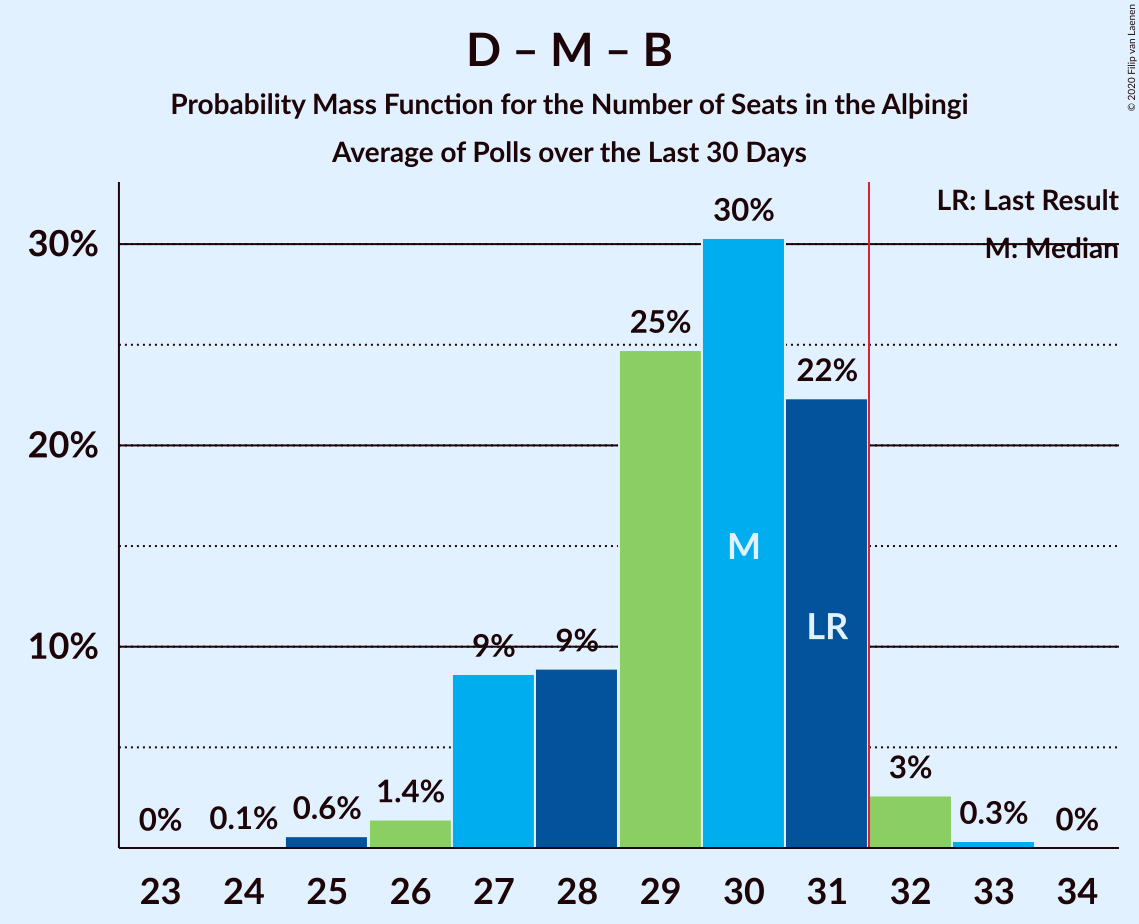 D – M – B
Probability Mass Function for the Number of Seats in the Alþingi
Average of Polls over the Last 30 Days
© 2020 Filip van Laenen
LR: Last Result
M: Median
30%
20%
10%
0%
0.1%
0.6%
1.4%
9%
9%
25%
30%
22%
3%
0.3%
0%
M
LR
23 24 25 26 27 28 29 30 31 32 33 34